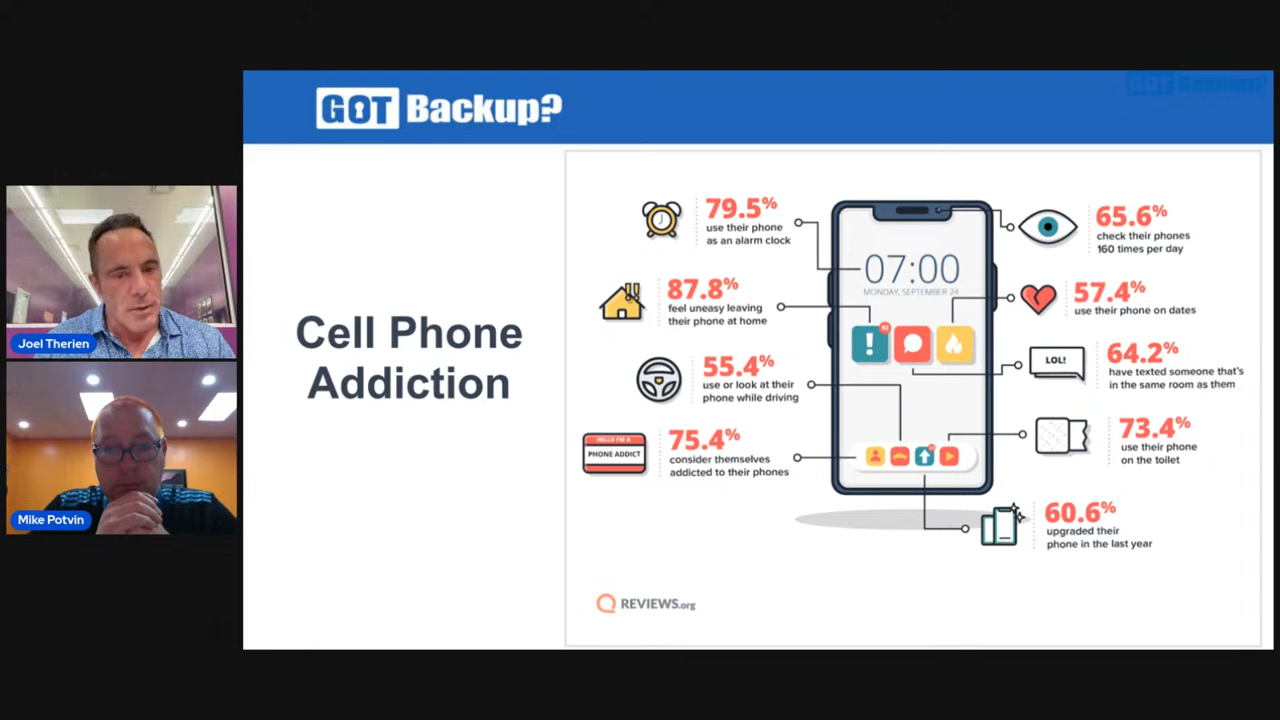 GOT Backup?
GOT Backup?
Joel Therien
Mike Potvin
Cell Phone
Addiction
79.5%
use their phone
as an alarm clock
87.8%
feel uneasy leaving
their phone at home
55.4%
use or look at their
phone while driving
HELLO I'M A
PHONE ADDICT
75.4%
consider themselves
addicted to their phones
07:00
MONDAY, SEPTEMBER 24
92
65.6%
check their phones
160 times per day
57.4%
use their phone on dates
LOL!
64.2%
have texted someone that's
in the same room as them
73.4%
use their phone
on the toilet
60.6%
upgraded their
phone in the last year
REVIEWS.org